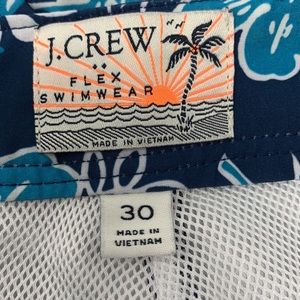 J.CREW
FLEX
SWIMWEAR
MADE IN VIETNAM
30
MADE IN
VIETNAM